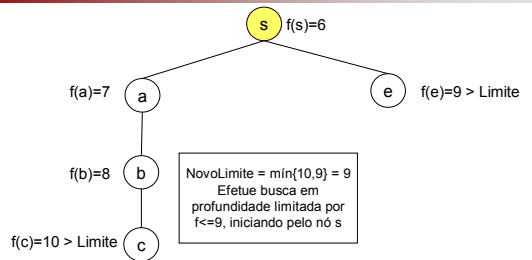 s f(s)=6
f(a)=7 a
e f(e)=9 > Limite
f(b)=8 b
NovoLimite = mín{10,9} = 9
Efetue busca em
profundidade limitada por
f<=9, iniciando pelo nó s
f(c)=10 > Limite c